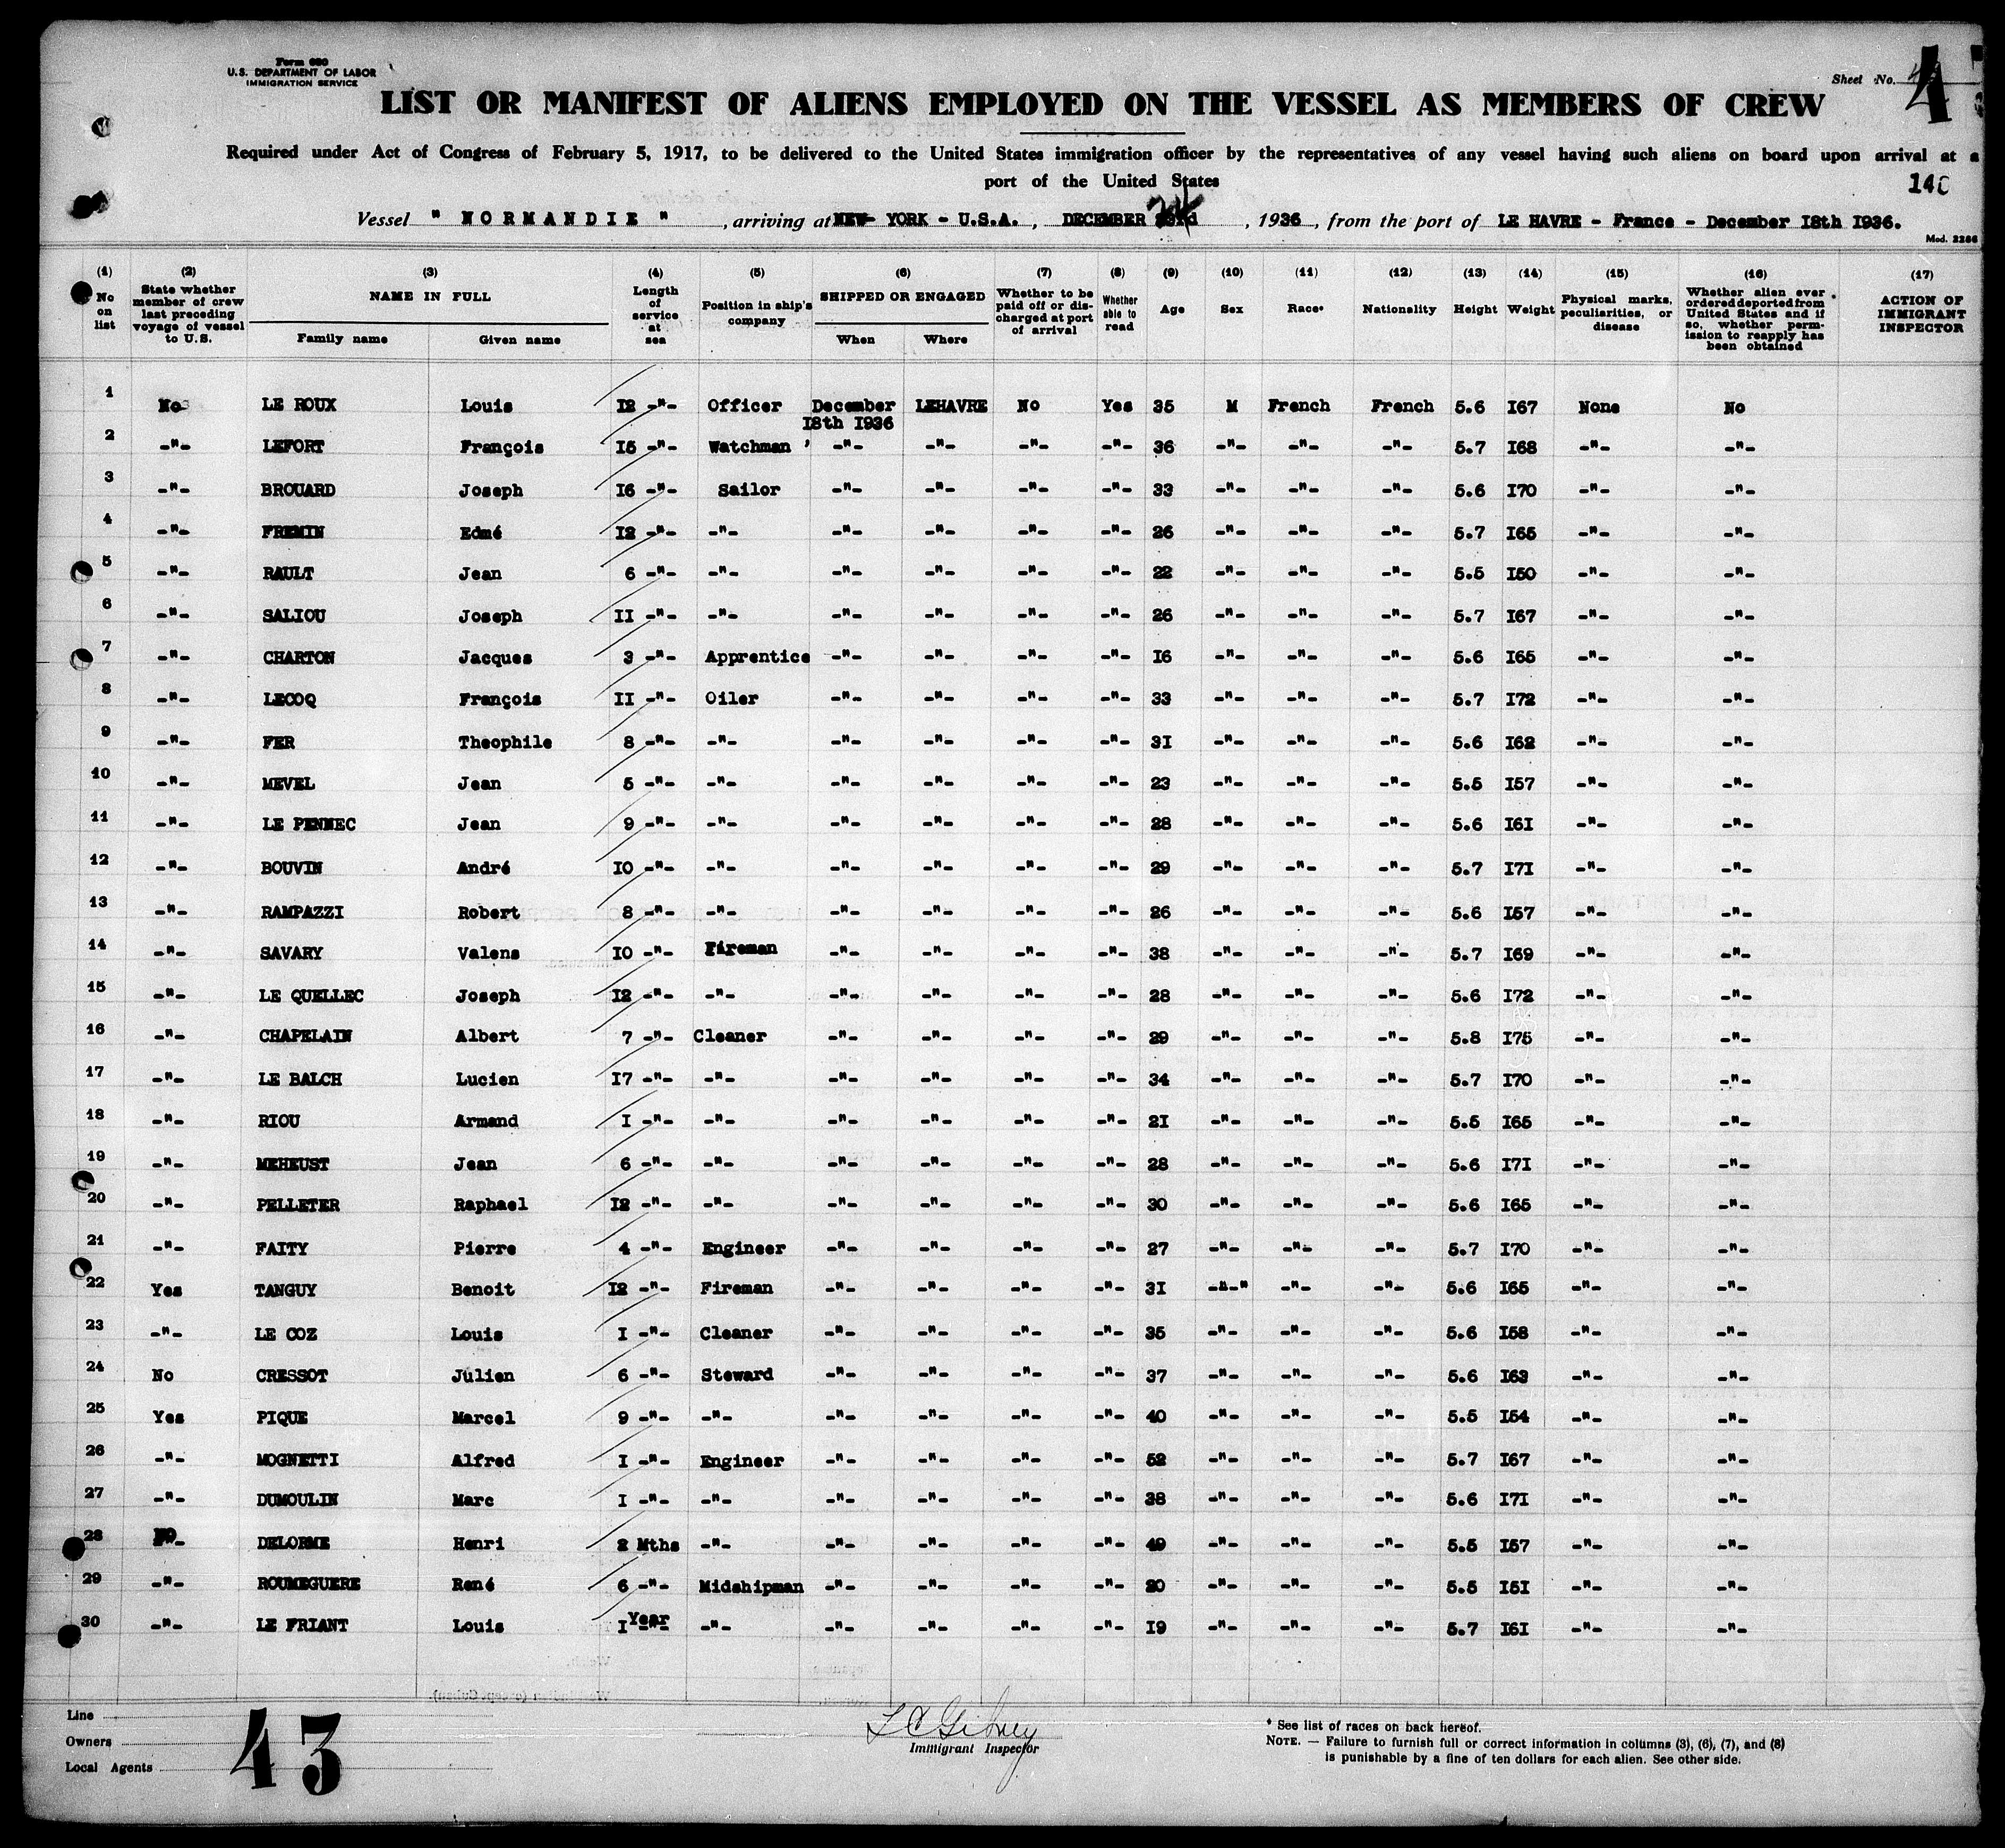 Form 680
U.S. DEPARTMENT OF LABOR
IMMIGRATION SERVICE
Sheet No. 4
LIST OR MANIFEST OF ALIENS EMPLOYED ON THE VESSEL AS MEMBERS OF CREW
Required under Act of Congress of February 5, 1917, to be delivered to the United States immigration officer by the representatives of any vessel having such aliens on board upon arrival at a
port of the United States
Vessel " NORMANDIE ", arriving at NEW YORK - U.S.A., DECEMBER 1936, from the port of LE HAVRE - France - December I8th I936.
Mod. 2286
(1) (2) (3) (4) (5) (6) (7) (8) (9) (10) (11) (12) (13) (14) (15) (16) (17)
No on list | State whether member of crew last preceding voyage of vessel to U.S. | NAME IN FULL Family name Given name | Length of service at sea | Position in ship's company | SHIPPED OR ENGAGED When Where | Whether to be paid off or discharged at port of arrival | Whether able to read | Age | Sex | Race* | Nationality | Height | Weight | Physical marks, peculiarities, or disease | Whether alien ever ordered deported from United States and if so, whether permission to reapply has been obtained | ACTION OF IMMIGRANT INSPECTOR
1 No LE ROUX Louis I2 -"- Officer December I8th I936 LEHAVRE No Yes 35 M French French 5.6 I67 None No
2 -"- LEFORT François I5 -"- Watchman -"- -"- -"- -"- 36 -"- -"- -"- 5.7 I68 -"- -"-
3 -"- BROUARD Joseph I6 -"- Sailor -"- -"- -"- -"- 33 -"- -"- -"- 5.6 I70 -"- -"-
4 -"- FREMIN Edmé I2 -"- -"- -"- -"- -"- -"- 26 -"- -"- -"- 5.7 I65 -"- -"-
5 -"- RAULT Jean 6 -"- -"- -"- -"- -"- -"- 22 -"- -"- -"- 5.5 I50 -"- -"-
6 -"- SALIOU Joseph II -"- -"- -"- -"- -"- -"- 26 -"- -"- -"- 5.7 I67 -"- -"-
7 -"- CHARTON Jacques 3 -"- Apprentice -"- -"- -"- -"- I6 -"- -"- -"- 5.6 I65 -"- -"-
8 -"- LECOQ François II -"- Oiler -"- -"- -"- -"- 33 -"- -"- -"- 5.7 I72 -"- -"-
9 -"- FER Theophile 8 -"- -"- -"- -"- -"- -"- 3I -"- -"- -"- 5.6 I62 -"- -"-
10 -"- MEVEL Jean 5 -"- -"- -"- -"- -"- -"- 23 -"- -"- -"- 5.5 I57 -"- -"-
11 -"- LE PENNEC Jean 9 -"- -"- -"- -"- -"- -"- 28 -"- -"- -"- 5.6 I6I -"- -"-
12 -"- BOUVIN André I0 -"- -"- -"- -"- -"- -"- 29 -"- -"- -"- 5.7 I7I -"- -"-
13 -"- RAMPAZZI Robert 8 -"- -"- -"- -"- -"- -"- 26 -"- -"- -"- 5.6 I57 -"- -"-
14 -"- SAVARY Valens I0 -"- Fireman -"- -"- -"- -"- 38 -"- -"- -"- 5.7 I69 -"- -"-
15 -"- LE QUELLEC Joseph I2 -"- -"- -"- -"- -"- -"- 28 -"- -"- -"- 5.6 I72 -"- -"-
16 -"- CHAPELAIN Albert 7 -"- Cleaner -"- -"- -"- -"- 29 -"- -"- -"- 5.8 I75 -"- -"-
17 -"- LE BALCH Lucien I7 -"- -"- -"- -"- -"- -"- 34 -"- -"- -"- 5.7 I70 -"- -"-
18 -"- RIOU Armand I -"- -"- -"- -"- -"- -"- 2I -"- -"- -"- 5.5 I65 -"- -"-
19 -"- MEHEUST Jean 6 -"- -"- -"- -"- -"- -"- 28 -"- -"- -"- 5.6 I7I -"- -"-
20 -"- PELLETER Raphael I2 -"- -"- -"- -"- -"- -"- 30 -"- -"- -"- 5.6 I65 -"- -"-
21 -"- FAITY Pierre 4 -"- Engineer -"- -"- -"- -"- 27 -"- -"- -"- 5.7 I70 -"- -"-
22 Yes TANGUY Benoit I2 -"- Fireman -"- -"- -"- -"- 3I -"-" -"- -"- 5.6 I65 -"- -"-
23 -"- LE COZ Louis I -"- Cleaner -"- -"- -"- -"- 35 -"- -"- -"- 5.6 I58 -"- -"-
24 No CRESSOT Julien 6 -"- Steward -"- -"- -"- -"- 37 -"- -"- -"- 5.6 I63 -"- -"-
25 Yes PIQUE Marcel 9 -"- -"- -"- -"- -"- -"- 40 -"- -"- -"- 5.5 I54 -"- -"-
26 -"- MOGNETTI Alfred I -"- Engineer -"- -"- -"- -"- 52 -"- -"- -"- 5.7 I67 -"- -"-
27 -"- DUMOULIN Marc I -"- -"- -"- -"- -"- -"- 38 -"- -"- -"- 5.6 I7I -"- -"-
28 NO DELORME Henri 2 Mths -"- -"- -"- -"- -"- 49 -"- -"- -"- 5.5 I57 -"- -"-
29 -"- ROUMEGUERE René 6 -"- Midshipman -"- -"- -"- -"- 20 -"- -"- -"- 5.5 I5I -"- -"-
30 -"- LE FRIANT Louis I Year -"- -"- -"- -"- -"- I9 -"- -"- -"- 5.7 I6I -"- -"-
Line
Owners
Local Agents
43
L C Gibney
Immigrant Inspector
* See list of races on back hereof.
NOTE. — Failure to furnish full or correct information in columns (3), (6), (7), and (8)
is punishable by a fine of ten dollars for each alien. See other side.